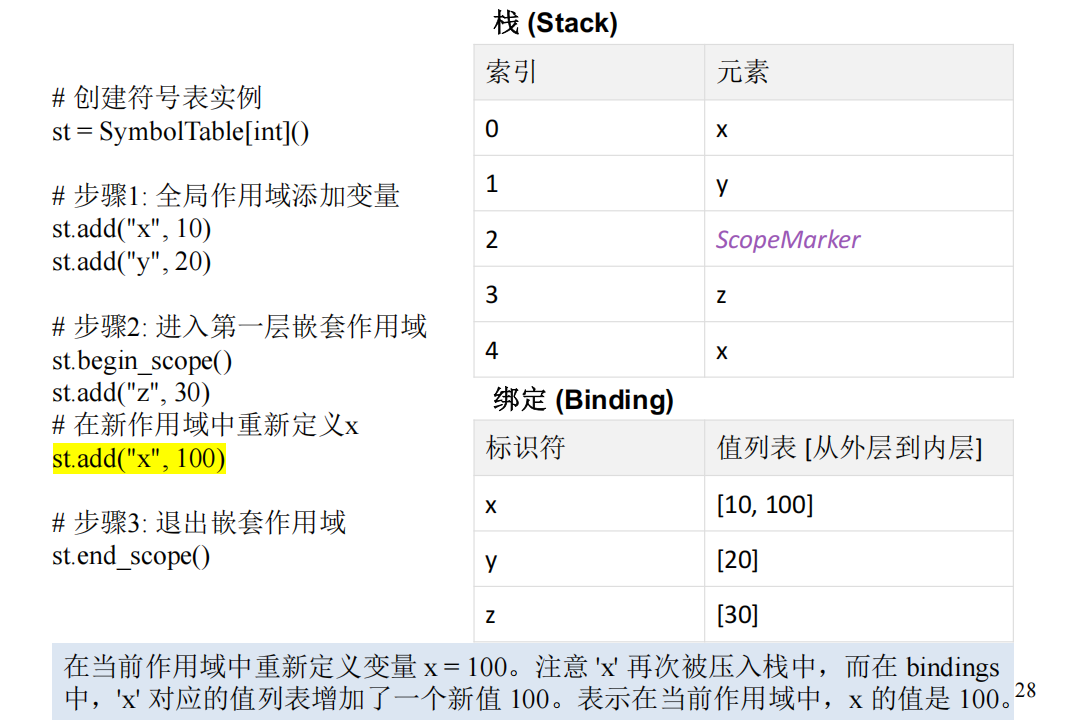 # 创建符号表实例
st = SymbolTable[int]()
# 步骤1: 全局作用域添加变量
st.add("x", 10)
st.add("y", 20)
# 步骤2: 进入第一层嵌套作用域
st.begin_scope()
st.add("z", 30)
# 在新作用域中重新定义x
st.add("x", 100)
# 步骤3: 退出嵌套作用域
st.end_scope()
栈 (Stack)
索引 元素
0 x
1 y
2 ScopeMarker
3 z
4 x
绑定 (Binding)
标识符 值列表 [从外层到内层]
x [10, 100]
y [20]
z [30]
在当前作用域中重新定义变量 x = 100。注意 'x' 再次被压入栈中，而在 bindings
中，'x' 对应的值列表增加了一个新值 100。表示在当前作用域中，x 的值是 100。
28